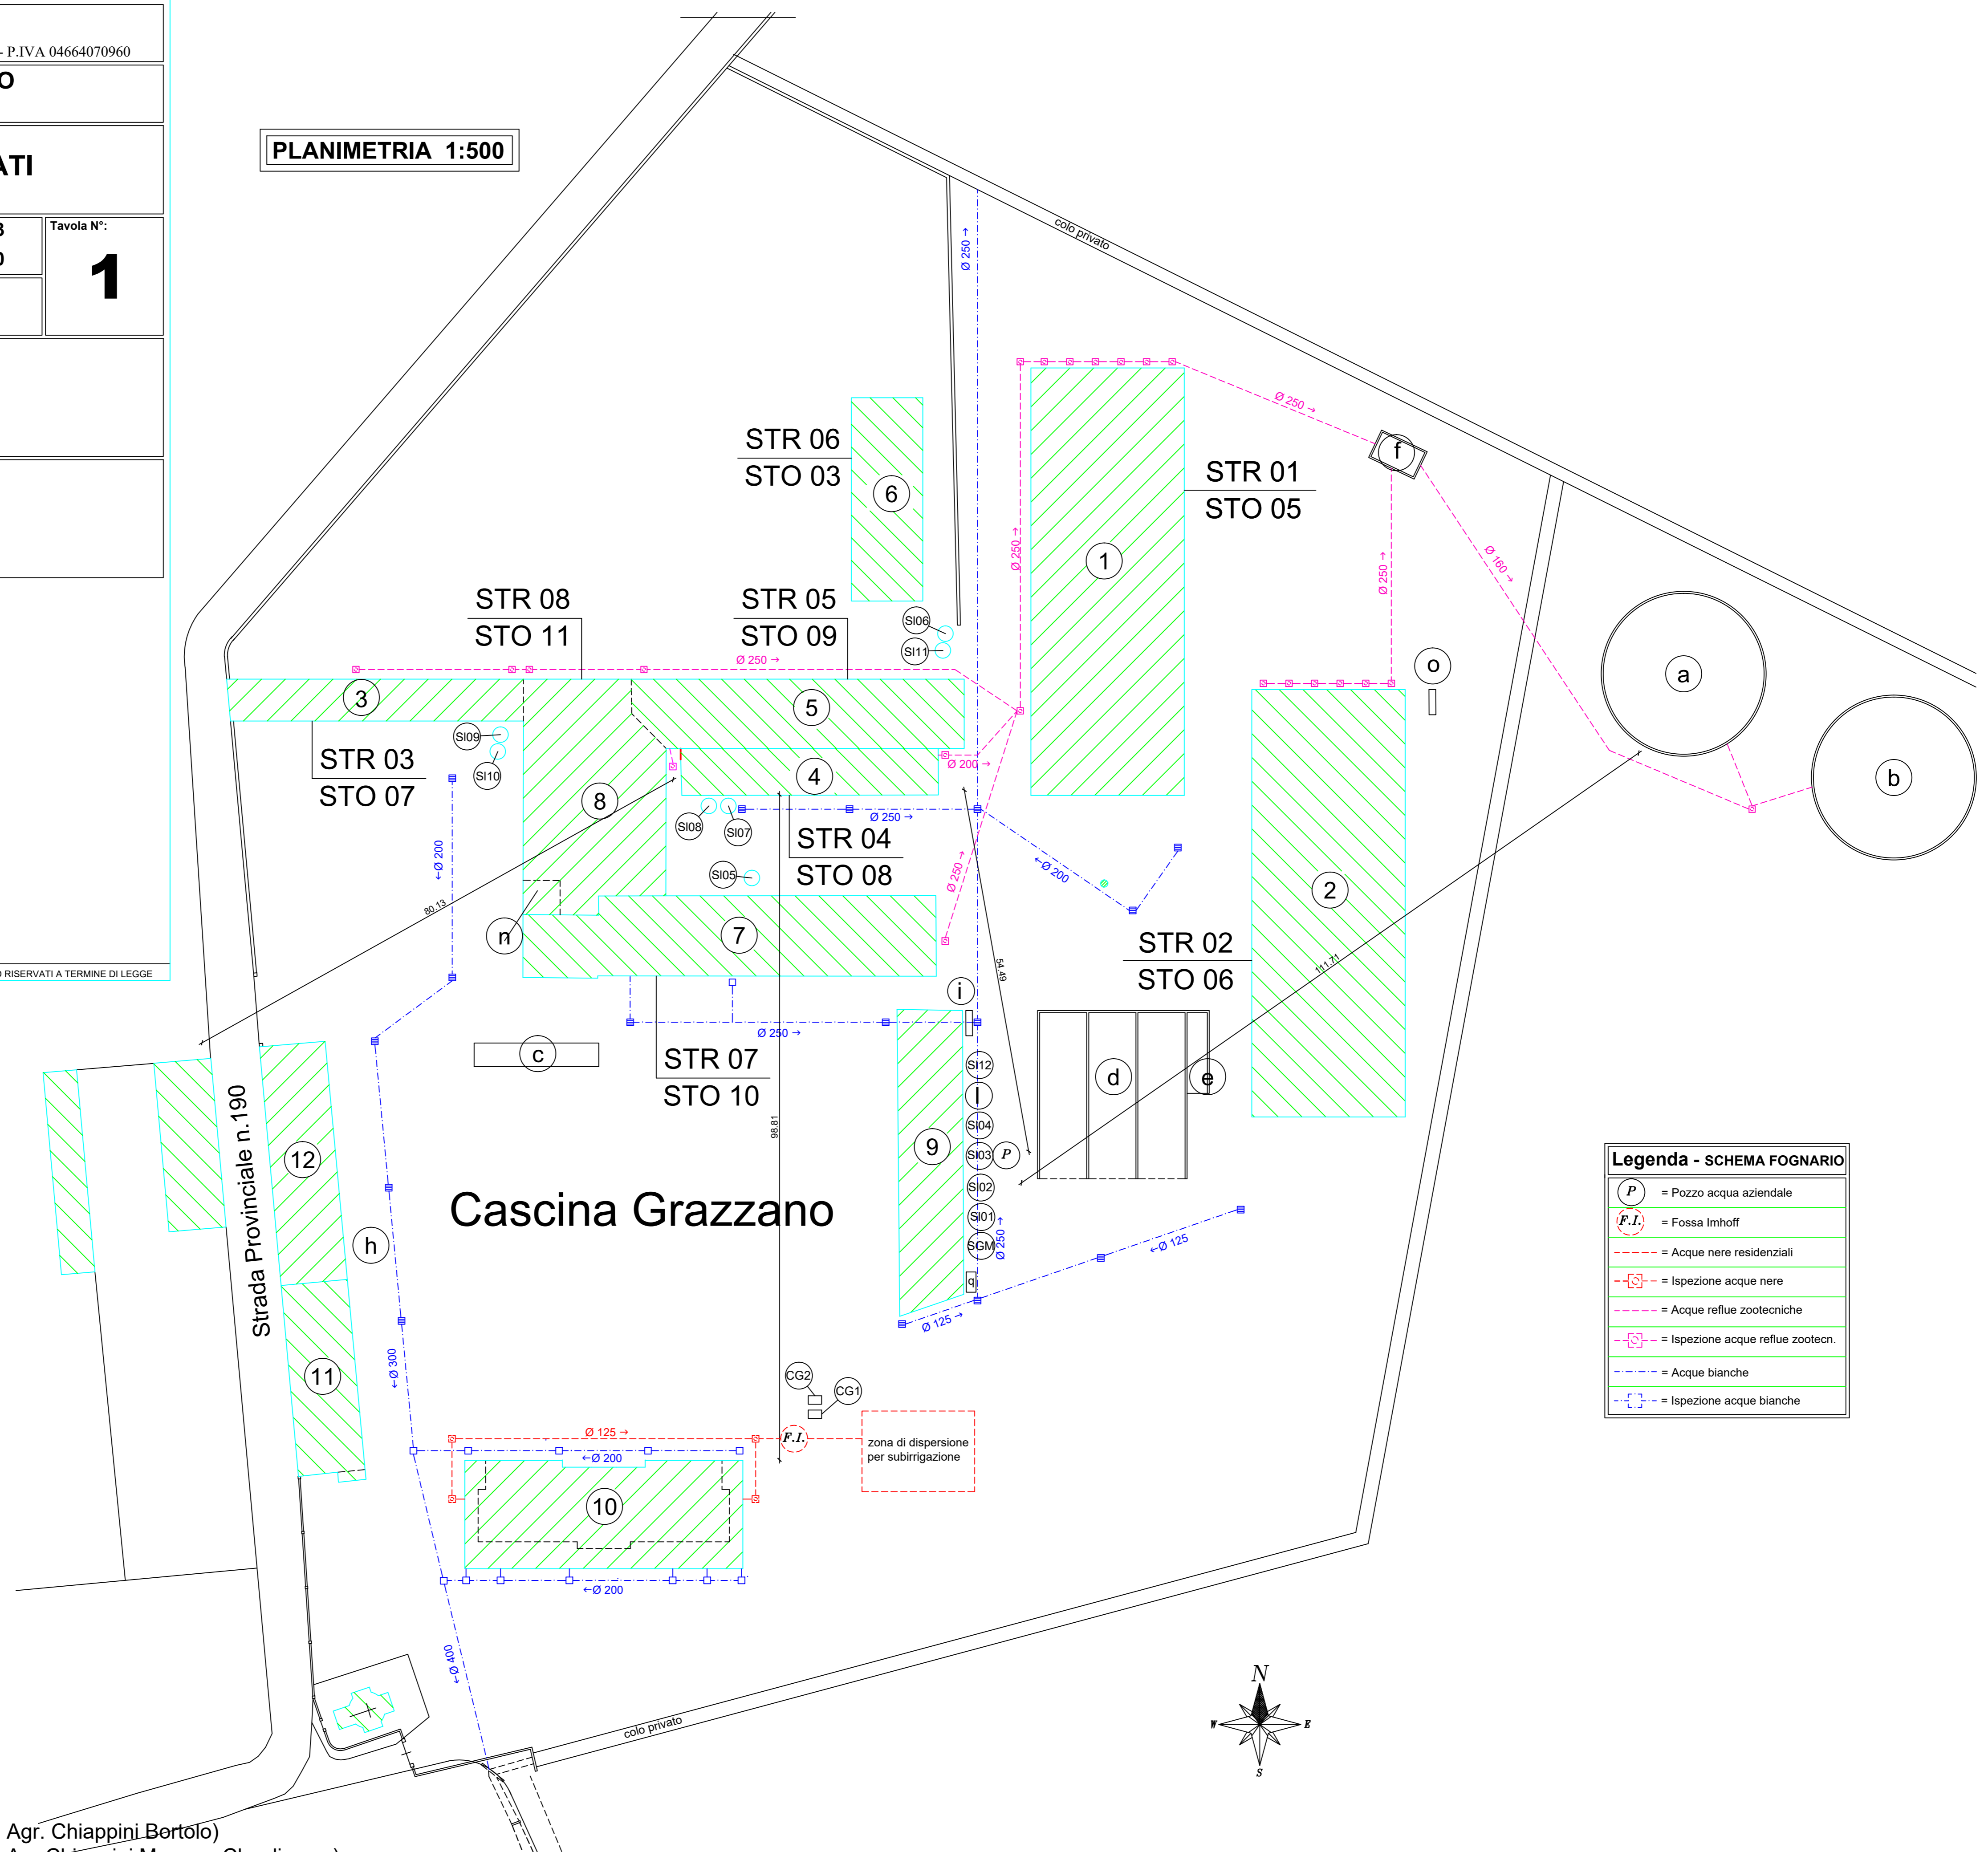 - P.IVA 04664070960
O
ATI
3
0
Tavola N°:
1
O RISERVATI A TERMINE DI LEGGE
PLANIMETRIA 1:500
colo privato
Ø 250 →
Ø 250 →
f
STR 06
STO 03
6
STR 01
STO 05
1
Ø 250 →
Ø 250 →
Ø 160 →
STR 08
STO 11
STR 05
STO 09
SI06
SI11
Ø 250 →
o
a
b
3
5
SI09
SI10
STR 03
STO 07
4
Ø 200 →
8
SI08
SI07
Ø 250 →
STR 04
STO 08
←Ø 200
←Ø 200
SI05
Ø 250 →
80.13
2
n
7
STR 02
STO 06
54.49
111.71
i
Ø 250 →
c
STR 07
STO 10
98.81
SI12
l
SI04
SI03
P
SI02
SI01
SGM
q
d
e
9
Ø 250 →
←Ø 125
Ø 125 →
Strada Provinciale n.190
12
h
11
Cascina Grazzano
←Ø 300
CG2
CG1
Ø 125 →
F.I.
zona di dispersione
per subirrigazione
←Ø 200
10
←Ø 200
←Ø 400
colo privato
N
W
E
S
Legenda - SCHEMA FOGNARIO
P = Pozzo acqua aziendale
F.I. = Fossa Imhoff
= Acque nere residenziali
= Ispezione acque nere
= Acque reflue zootecniche
= Ispezione acque reflue zootecn.
= Acque bianche
= Ispezione acque bianche
Agr. Chiappini Bortolo)